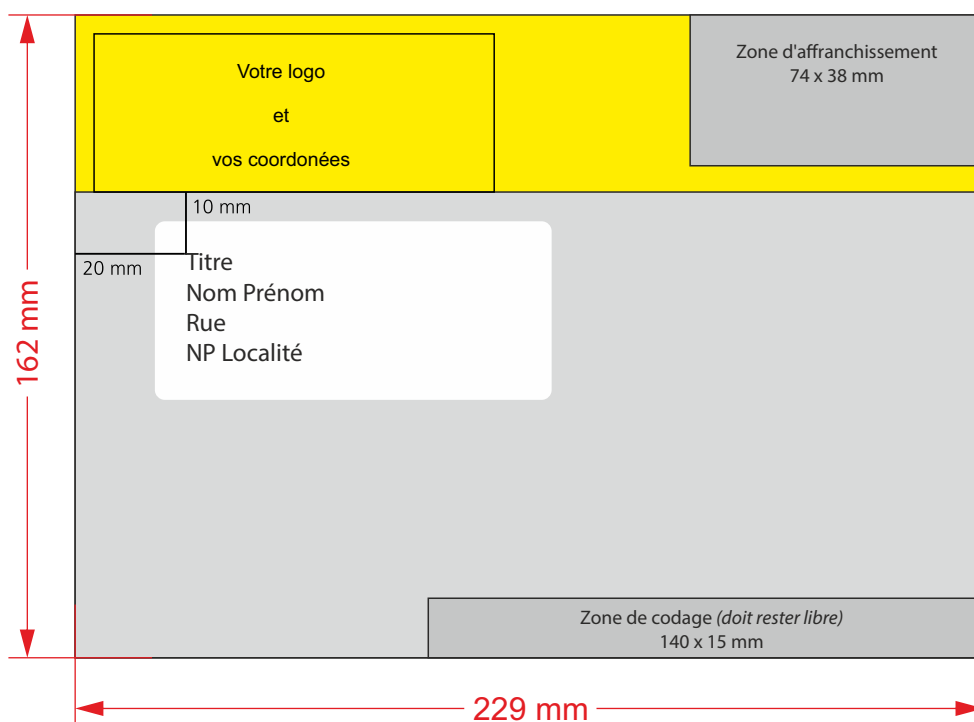 Votre logo
et
vos coordonées
Zone d'affranchissement
74 x 38 mm
10 mm
20 mm
Titre
Nom Prénom
Rue
NP Localité
162 mm
Zone de codage (doit rester libre)
140 x 15 mm
229 mm